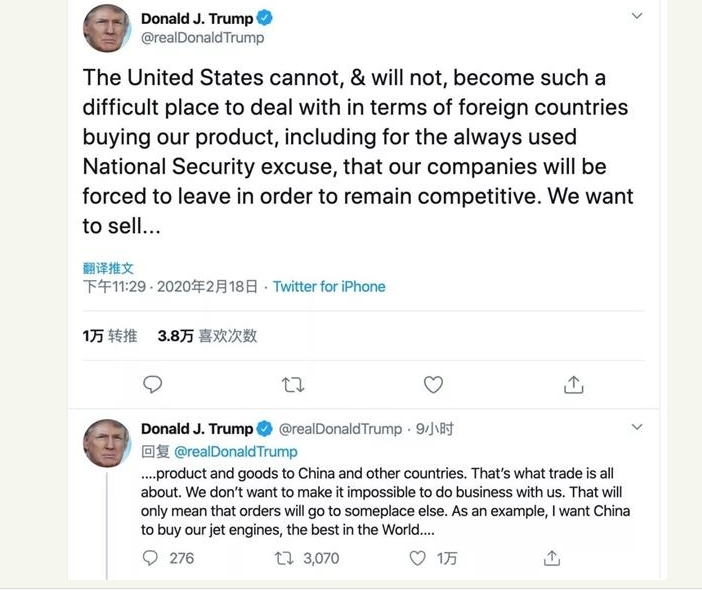 Donald J. Trump
@realDonaldTrump
The United States cannot, & will not, become such a
difficult place to deal with in terms of foreign countries
buying our product, including for the always used
National Security excuse, that our companies will be
forced to leave in order to remain competitive. We want
to sell...
翻译推文
下午11:29 · 2020年2月18日 · Twitter for iPhone
1万 转推 3.8万 喜欢次数
Donald J. Trump @realDonaldTrump · 9小时
回复 @realDonaldTrump
....product and goods to China and other countries. That's what trade is all
about. We don't want to make it impossible to do business with us. That will
only mean that orders will go to someplace else. As an example, I want China
to buy our jet engines, the best in the World....
276 3,070 1万